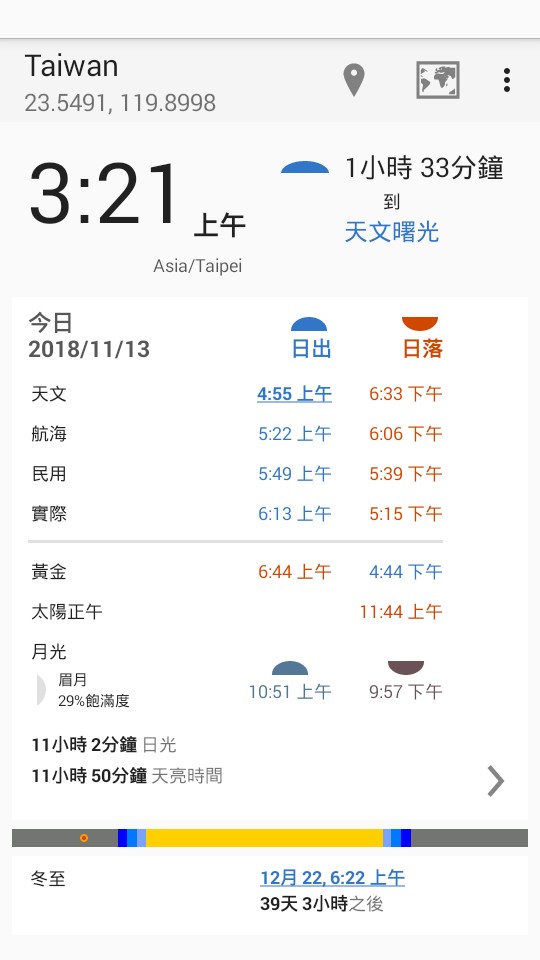 Taiwan
23.5491, 119.8998
3:21 上午
Asia/Taipei
1小時 33分鐘
到
天文曙光
今日
2018/11/13
日出 日落
天文 4:55 上午 6:33 下午
航海 5:22 上午 6:06 下午
民用 5:49 上午 5:39 下午
實際 6:13 上午 5:15 下午
黃金 6:44 上午 4:44 下午
太陽正午 11:44 上午
月光
眉月
29%飽滿度
10:51 上午 9:57 下午
11小時 2分鐘 日光
11小時 50分鐘 天亮時間
冬至 12月 22, 6:22 上午
39天 3小時之後